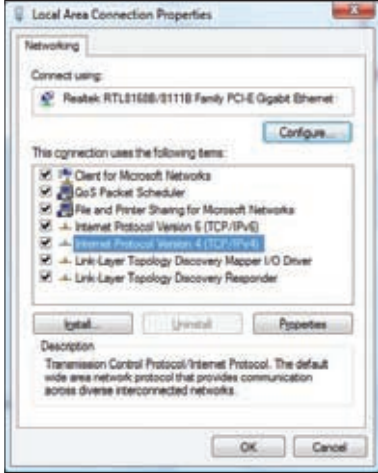 Local Area Connection Properties
Networking
Connect using:
Realtek RTL8168B/8111B Family PCI-E Gigabit Ethernet
Configure...
This connection uses the following items:
Client for Microsoft Networks
QoS Packet Scheduler
File and Printer Sharing for Microsoft Networks
Internet Protocol Version 6 (TCP/IPv6)
Internet Protocol Version 4 (TCP/IPv4)
Link-Layer Topology Discovery Mapper I/O Driver
Link-Layer Topology Discovery Responder
Install... Uninstall Properties
Description
Transmission Control Protocol/Internet Protocol. The default
wide area network protocol that provides communication
across diverse interconnected networks.
OK Cancel